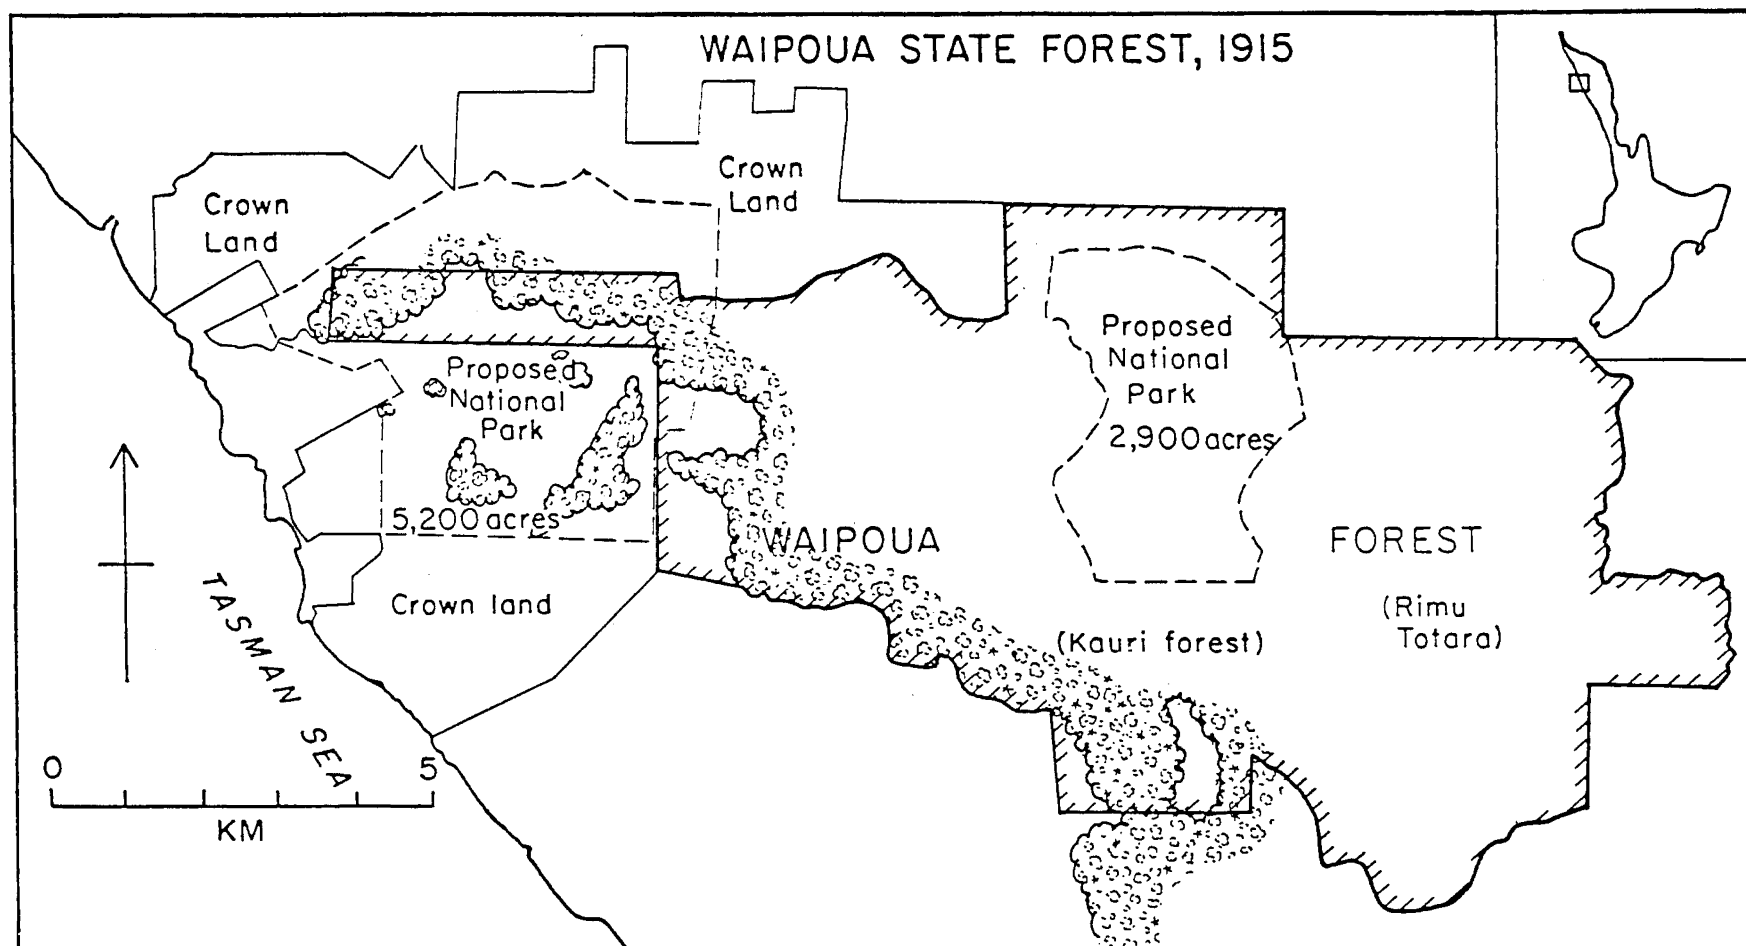 WAIPOUA STATE FOREST, 1915
Crown
Land
Crown
Land
Proposed
National
Park
2,900 acres
Proposed
National
Park
5,200 acres
WAIPOUA
FOREST
(Rimu
Totara)
(Kauri forest)
Crown land
TASMAN SEA
0
5
KM